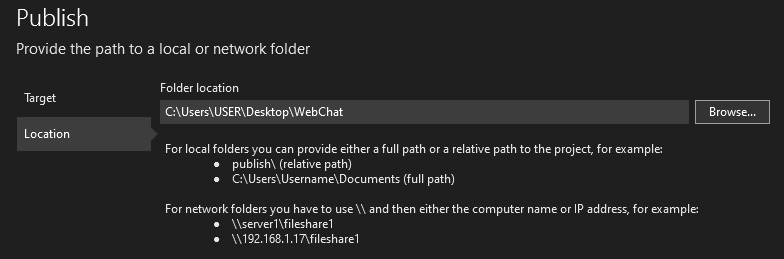 Publish
Provide the path to a local or network folder
Target
Location
Folder location
C:\Users\USER\Desktop\WebChat
Browse...
For local folders you can provide either a full path or a relative path to the project, for example:
● publish\ (relative path)
● C:\Users\Username\Documents (full path)
For network folders you have to use \\ and then either the computer name or IP address, for example:
● \\server1\fileshare1
● \\192.168.1.17\fileshare1